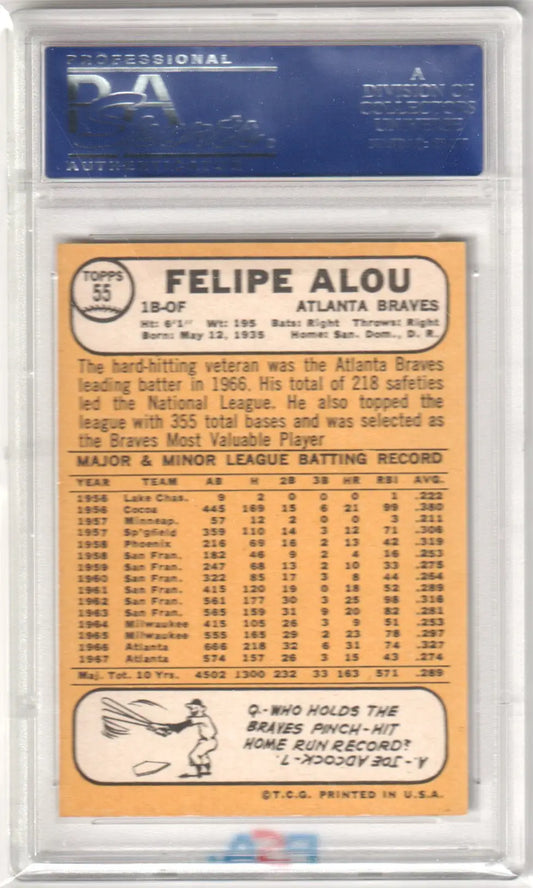 PROFESSIONAL
PSA
A
DIVISION OF
COLLECTORS
UNIVERSE
TOPPS
55
FELIPE ALOU
1B-OF ATLANTA BRAVES
Ht: 6'1" Wt: 195 Bats: Right Throws: Right
Born: May 12, 1935 Home: San. Dom., D. R.
The hard-hitting veteran was the Atlanta Braves
leading batter in 1966. His total of 218 safeties
led the National League. He also topped the
league with 355 total bases and was selected as
the Braves Most Valuable Player
MAJOR & MINOR LEAGUE BATTING RECORD
YEAR TEAM AB H 2B 3B HR RBI AVG.
1956 Lake Chas. 9 2 0 0 0 1 .222
1956 Cocoa 445 169 15 6 21 99 .380
1957 Minneap. 57 12 2 0 0 3 .211
1957 Sp'gfield 359 110 14 3 12 71 .306
1958 Phoenix 216 69 16 2 13 42 .319
1958 San Fran. 182 46 9 2 4 16 .253
1959 San Fran. 247 68 13 2 10 33 .275
1960 San Fran. 322 85 17 3 8 44 .264
1961 San Fran. 415 120 19 0 18 52 .289
1962 San Fran. 561 177 30 3 25 98 .316
1963 San Fran. 565 159 31 9 20 82 .281
1964 Milwaukee 415 105 26 3 9 51 .253
1965 Milwaukee 555 165 29 2 23 78 .297
1966 Atlanta 666 218 32 6 31 74 .327
1967 Atlanta 574 157 26 3 15 43 .274
Maj. Tot. 10 Yrs. 4502 1300 232 33 163 571 .289
Q.-WHO HOLDS THE
BRAVES PINCH-HIT
HOME RUN RECORD?
A. JOE ADCOCK-7.
©T.C.G. PRINTED IN U.S.A.
PSA